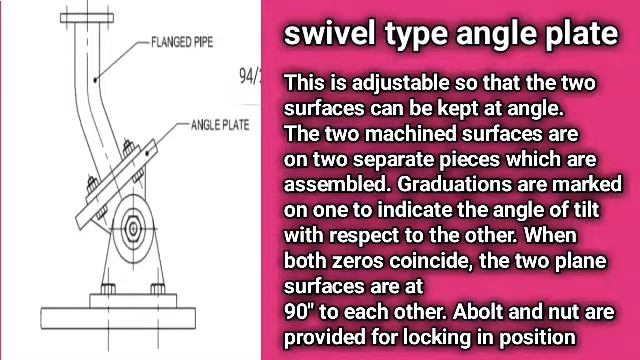 swivel type angle plate
FLANGED PIPE
94/
ANGLE PLATE
This is adjustable so that the two
surfaces can be kept at angle.
The two machined surfaces are
on two separate pieces which are
assembled. Graduations are marked
on one to indicate the angle of tilt
with respect to the other. When
both zeros coincide, the two plane
surfaces are at
90" to each other. Abolt and nut are
provided for locking in position